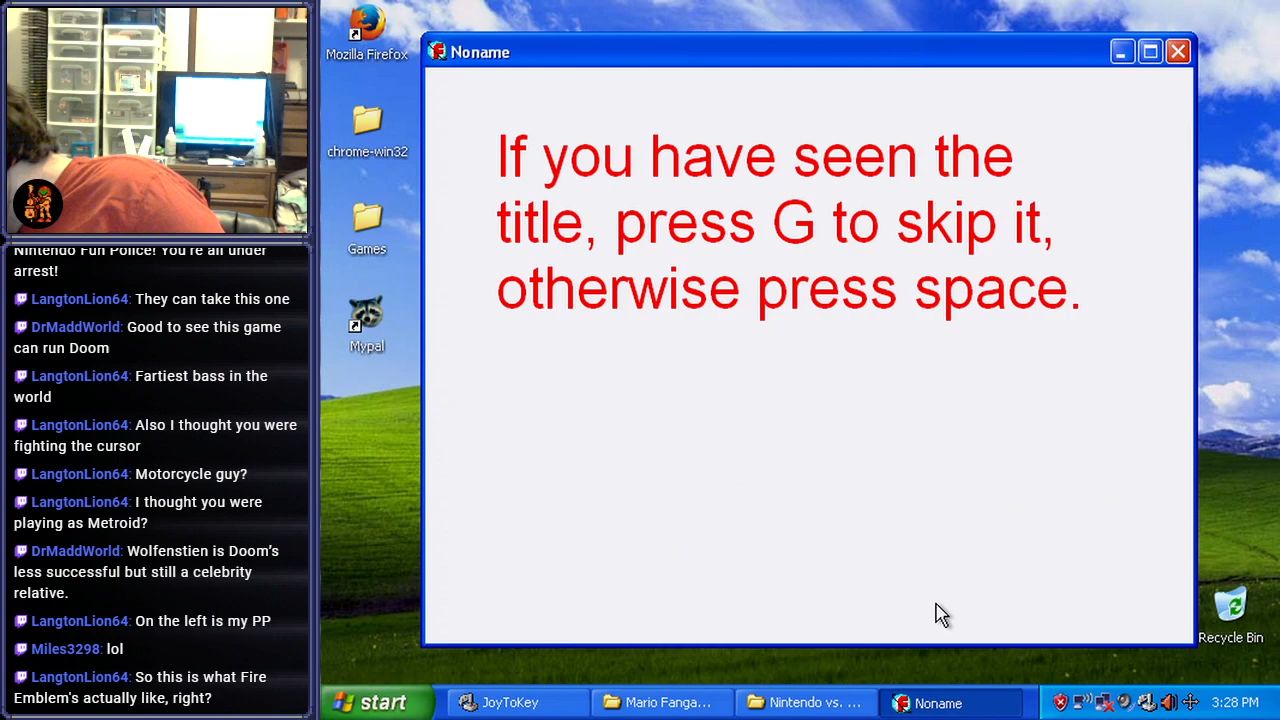 Mozilla Firefox
chrome-win32
Games
Mypal
Noname
If you have seen the
title, press G to skip it,
otherwise press space.
Recycle Bin
Nintendo Fun Police! You're all under
arrest!
LangtonLion64: They can take this one
DrMaddWorld: Good to see this game
can run Doom
LangtonLion64: Fartiest bass in the
world
LangtonLion64: Also I thought you were
fighting the cursor
LangtonLion64: Motorcycle guy?
LangtonLion64: I thought you were
playing as Metroid?
DrMaddWorld: Wolfenstien is Doom's
less successful but still a celebrity
relative.
LangtonLion64: On the left is my PP
Miles3298: lol
LangtonLion64: So this is what Fire
Emblem's actually like, right?
start
JoyToKey
Mario Fanga...
Nintendo vs. ...
Noname
3:28 PM